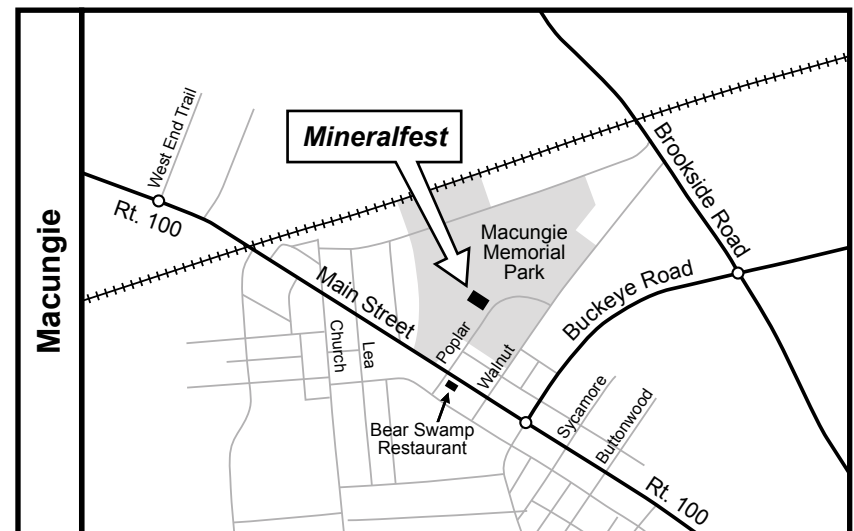 Macungie
West End Trail
Rt. 100
Mineralfest
Brookside Road
Macungie
Memorial
Park
Main Street
Buckeye Road
Church
Lea
Poplar
Walnut
Bear Swamp
Restaurant
Sycamore
Buttonwood
Rt. 100